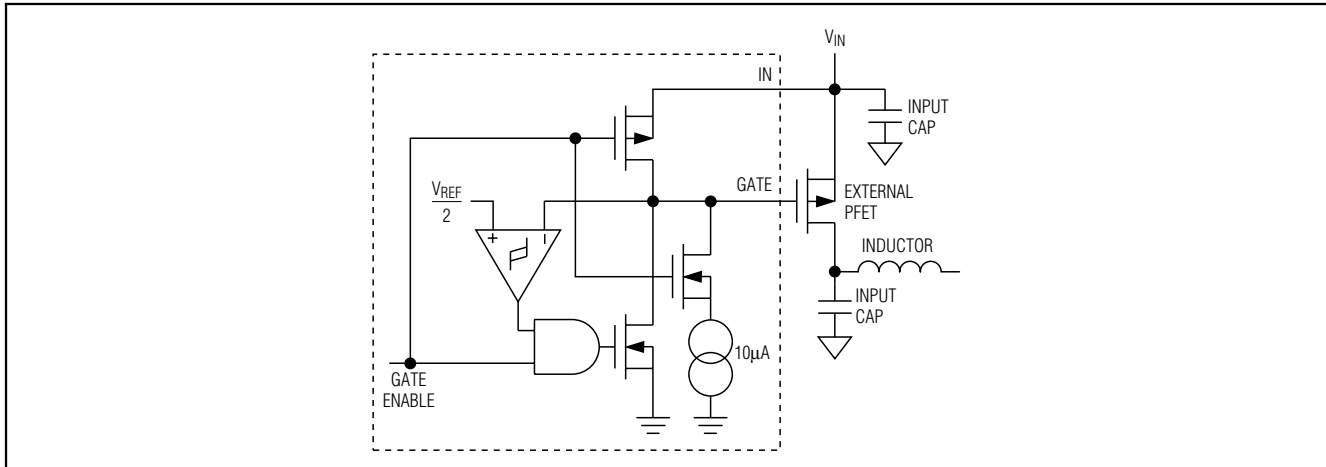 V_IN
IN
INPUT
CAP
GATE
EXTERNAL
PFET
V_REF
2
+
−
INDUCTOR
INPUT
CAP
10µA
GATE
ENABLE